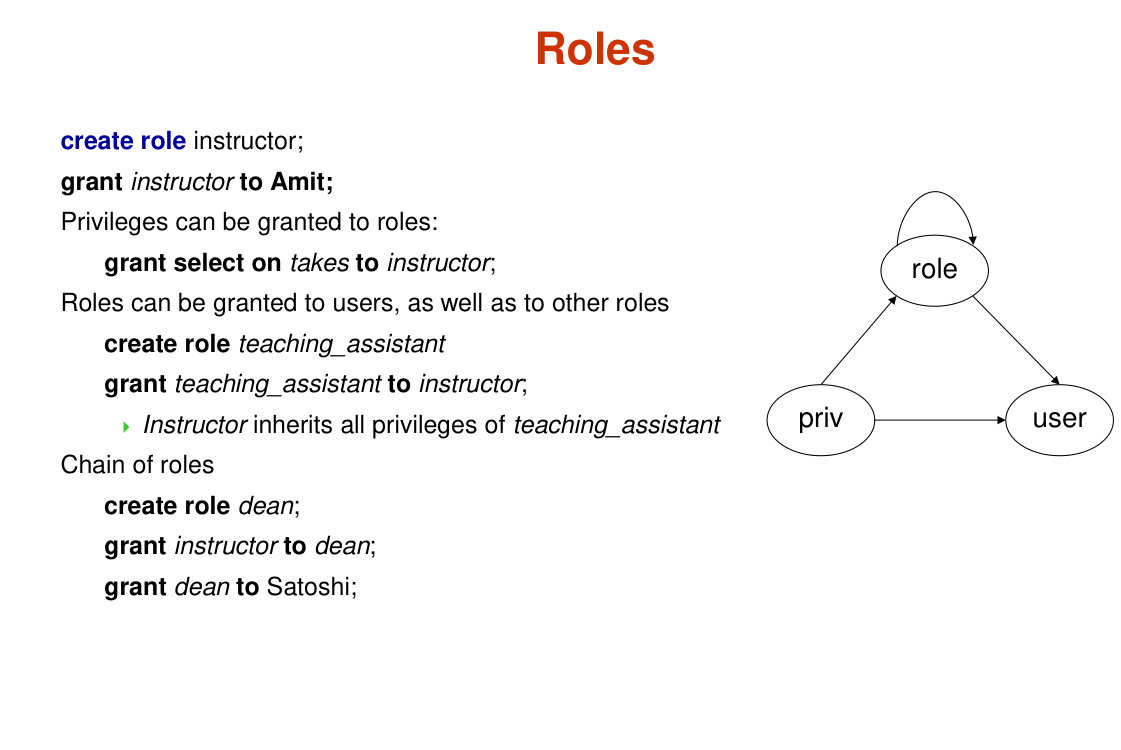 Roles
create role instructor;
grant instructor to Amit;
Privileges can be granted to roles:
grant select on takes to instructor;
Roles can be granted to users, as well as to other roles
create role teaching_assistant
grant teaching_assistant to instructor;
Instructor inherits all privileges of teaching_assistant
Chain of roles
create role dean;
grant instructor to dean;
grant dean to Satoshi;
role
priv
user